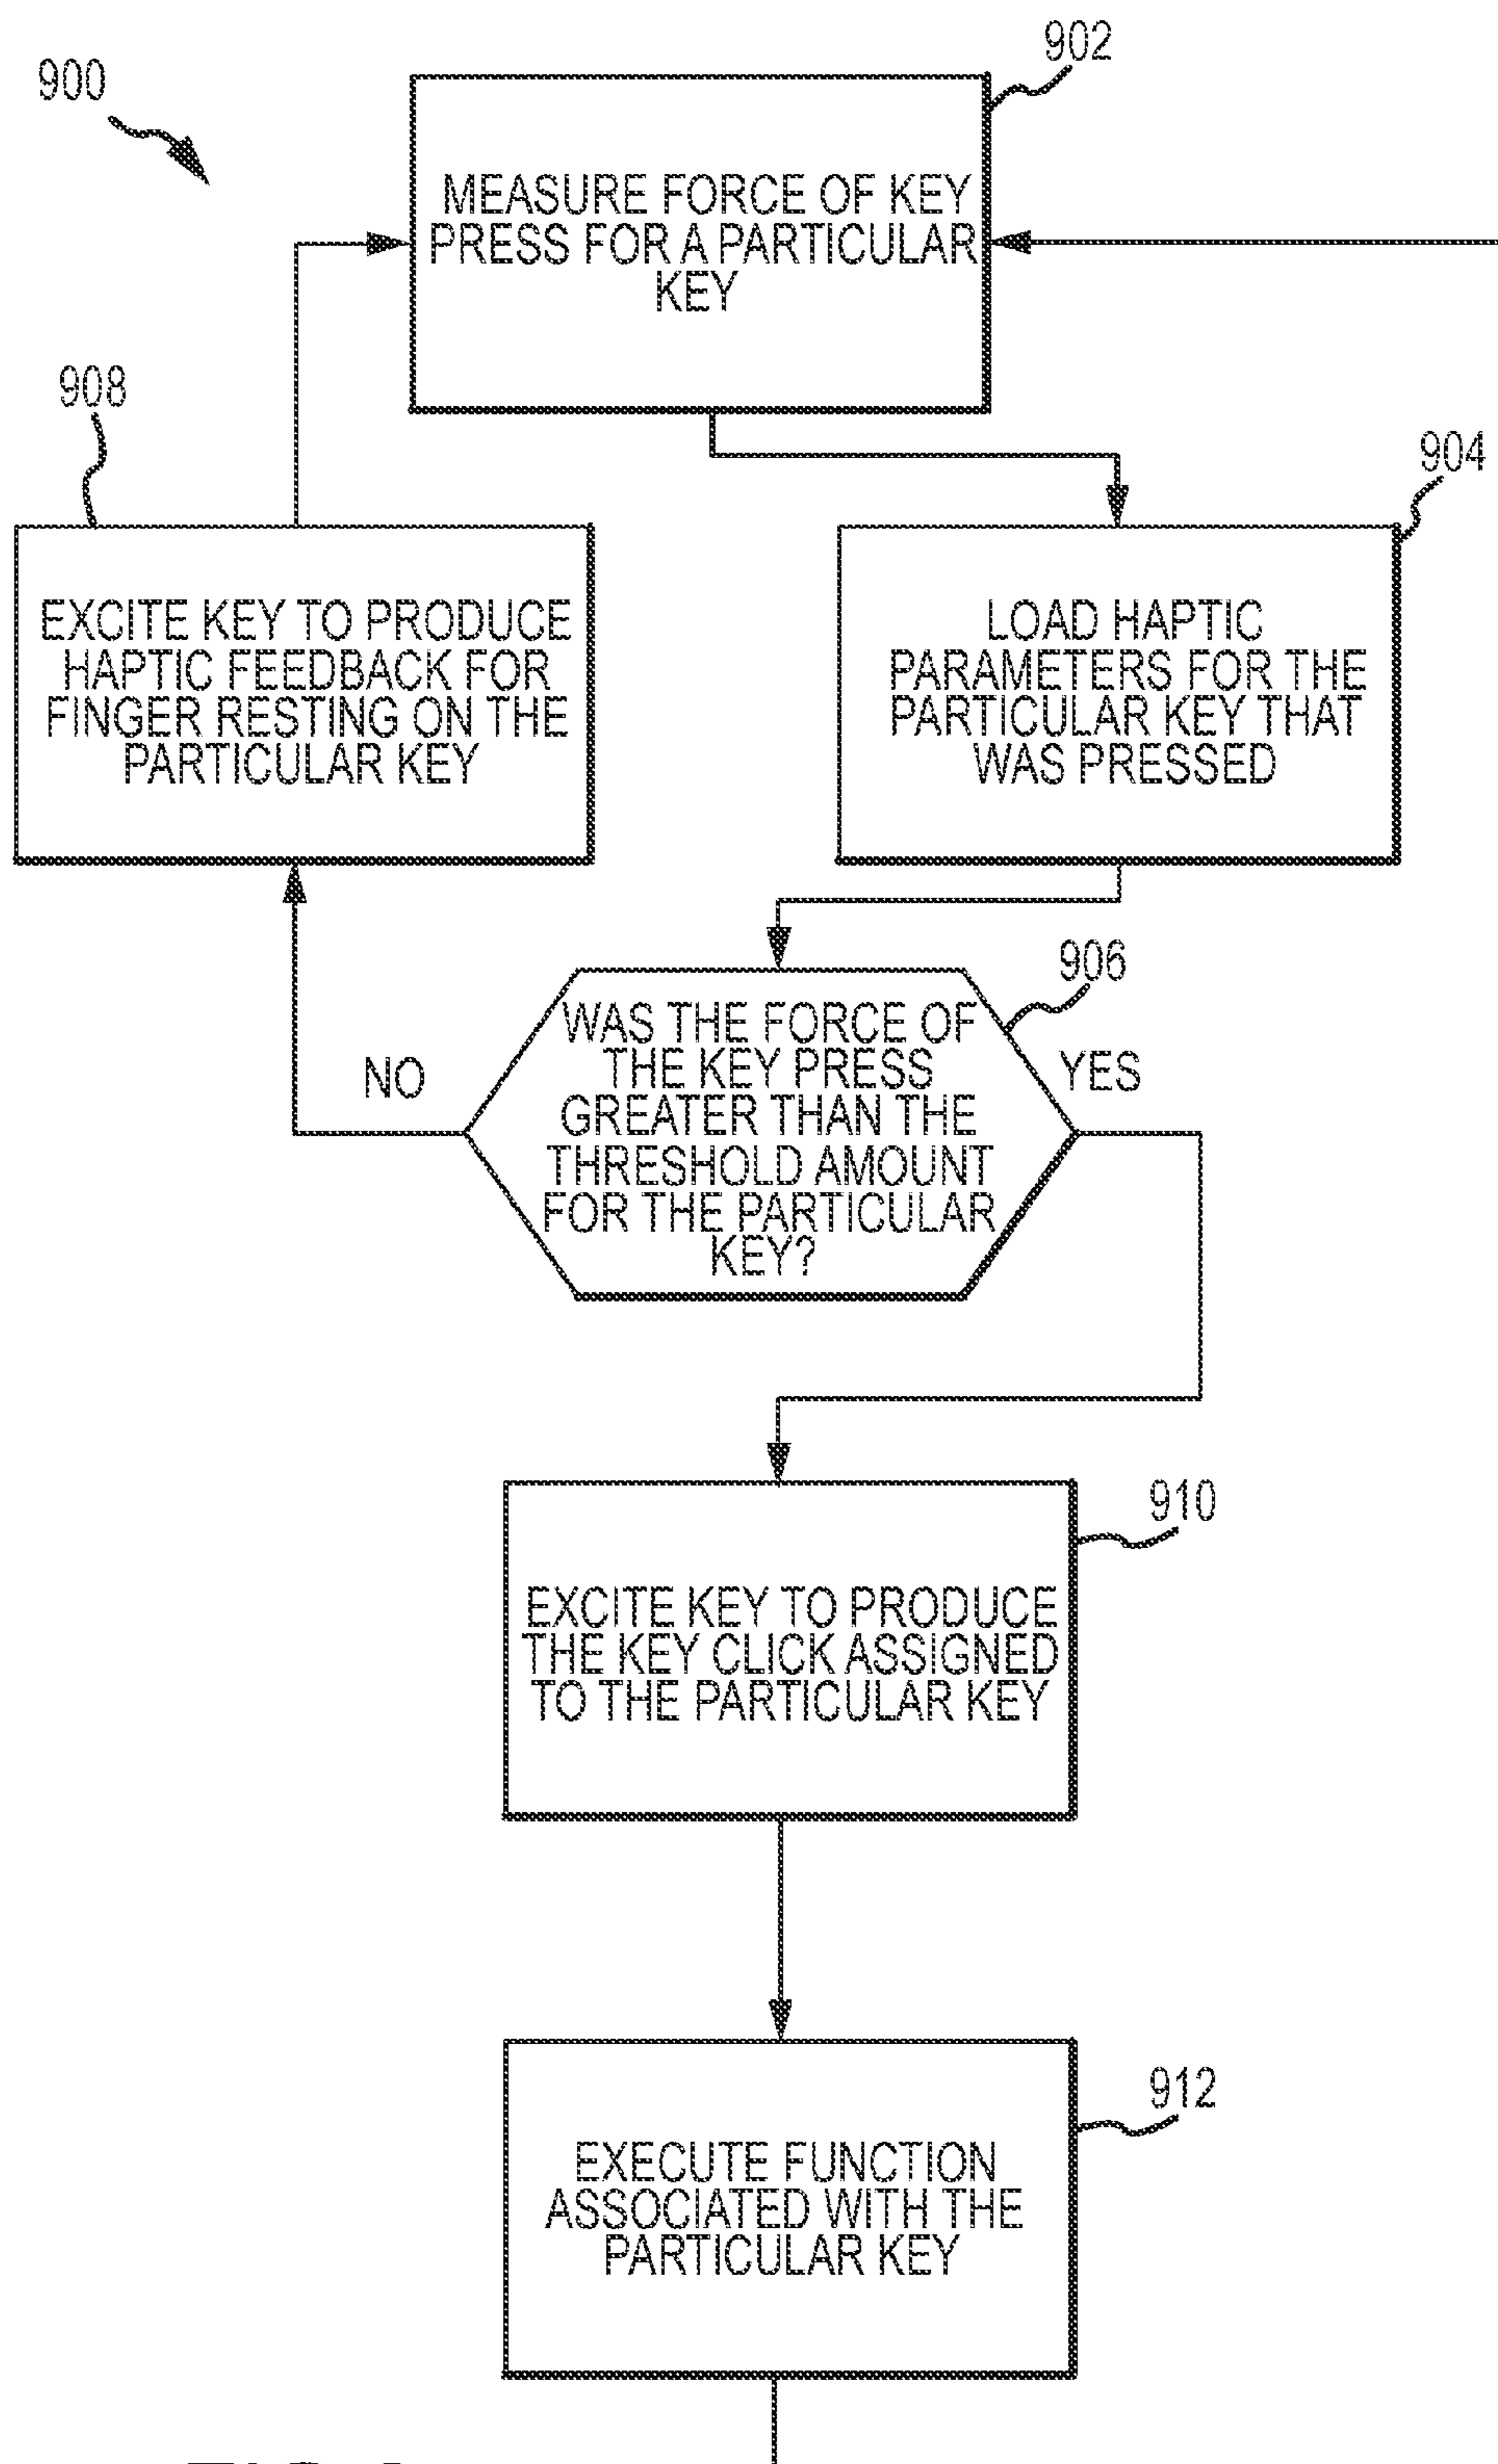 900
902
MEASURE FORCE OF KEY
PRESS FOR A PARTICULAR
KEY
908
904
EXCITE KEY TO PRODUCE
HAPTIC FEEDBACK FOR
FINGER RESTING ON THE
PARTICULAR KEY
LOAD HAPTIC
PARAMETERS FOR THE
PARTICULAR KEY THAT
WAS PRESSED
906
WAS THE FORCE OF
THE KEY PRESS
GREATER THAN THE
THRESHOLD AMOUNT
FOR THE PARTICULAR
KEY?
NO
YES
910
EXCITE KEY TO PRODUCE
THE KEY CLICK ASSIGNED
TO THE PARTICULAR KEY
912
EXECUTE FUNCTION
ASSOCIATED WITH THE
PARTICULAR KEY